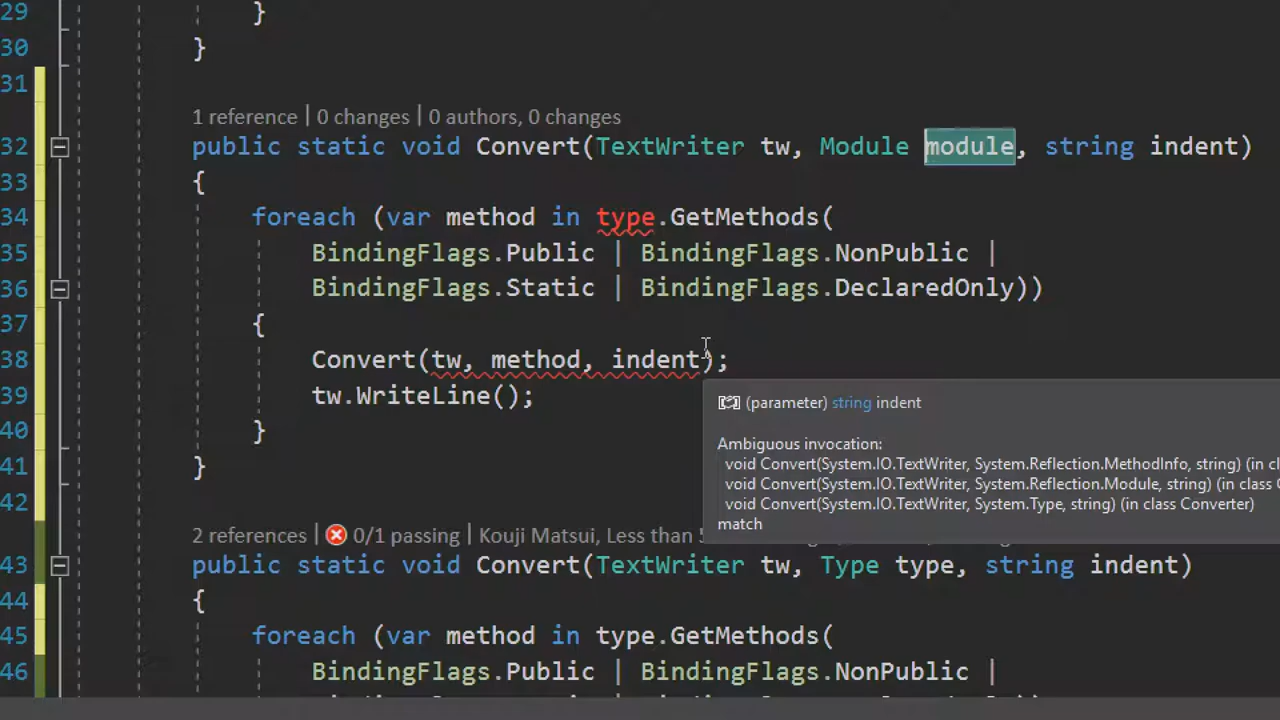 29 }
30 }
31
1 reference | 0 changes | 0 authors, 0 changes
32 public static void Convert(TextWriter tw, Module module, string indent)
33 {
34 foreach (var method in type.GetMethods(
35 BindingFlags.Public | BindingFlags.NonPublic |
36 BindingFlags.Static | BindingFlags.DeclaredOnly))
37 {
38 Convert(tw, method, indent);
39 tw.WriteLine();
40 }
41 }
42
(parameter) string indent
Ambiguous invocation:
void Convert(System.IO.TextWriter, System.Reflection.MethodInfo, string) (in cl
void Convert(System.IO.TextWriter, System.Reflection.Module, string) (in class
void Convert(System.IO.TextWriter, System.Type, string) (in class Converter)
match
2 references | 0/1 passing | Kouji Matsui, Less than
43 public static void Convert(TextWriter tw, Type type, string indent)
44 {
45 foreach (var method in type.GetMethods(
46 BindingFlags.Public | BindingFlags.NonPublic |